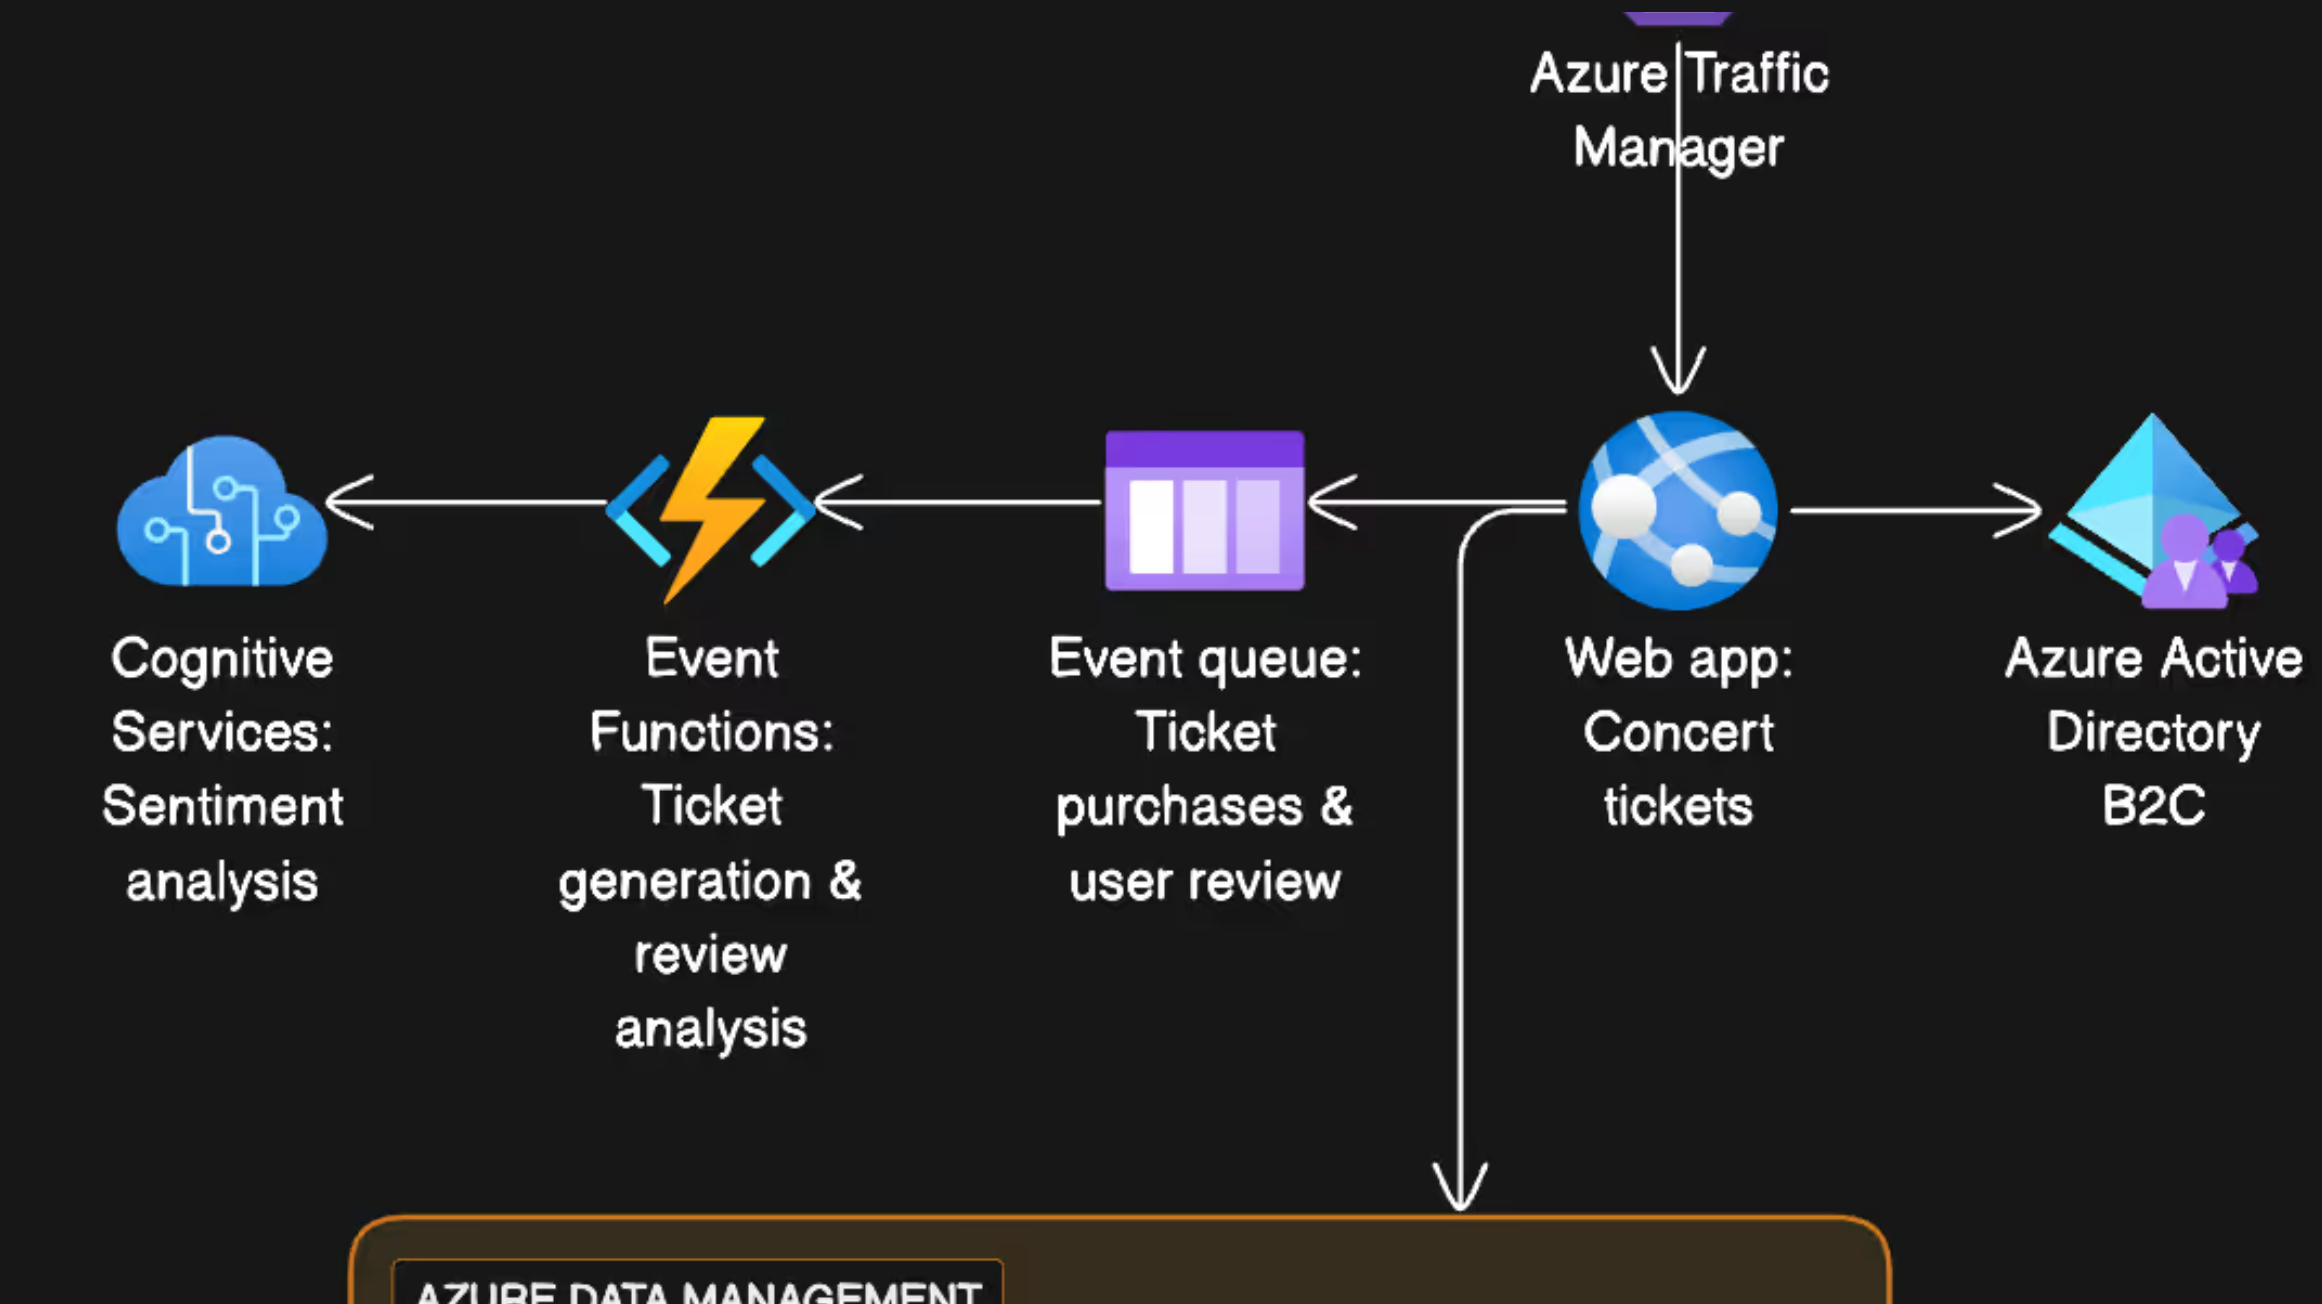 Azure Traffic
Manager
Cognitive
Services:
Sentiment
analysis
Event
Functions:
Ticket
generation &
review
analysis
Event queue:
Ticket
purchases &
user review
Web app:
Concert
tickets
Azure Active
Directory
B2C
AZURE DATA MANAGEMENT